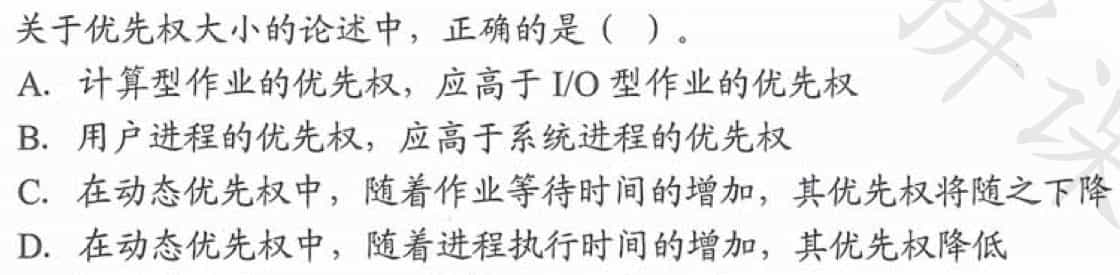 关于优先权大小的论述中，正确的是（ ）。
A. 计算型作业的优先权，应高于 I/O 型作业的优先权
B. 用户进程的优先权，应高于系统进程的优先权
C. 在动态优先权中，随着作业等待时间的增加，其优先权将随之下降
D. 在动态优先权中，随着进程执行时间的增加，其优先权降低